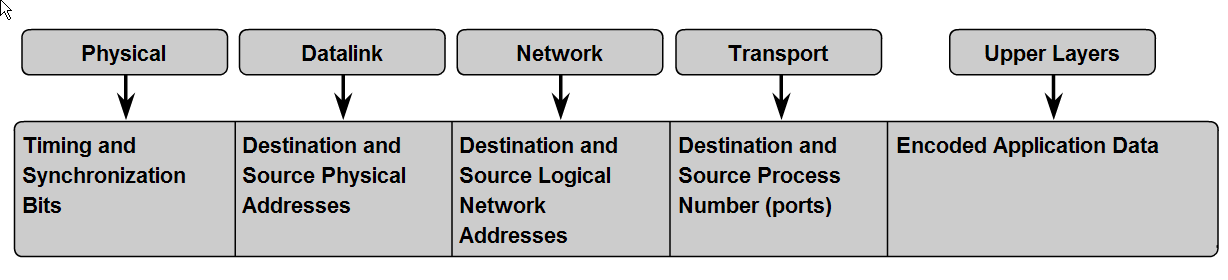 Physical
Datalink
Network
Transport
Upper Layers
Timing and
Synchronization
Bits
Destination and
Source Physical
Addresses
Destination and
Source Logical
Network
Addresses
Destination and
Source Process
Number (ports)
Encoded Application Data